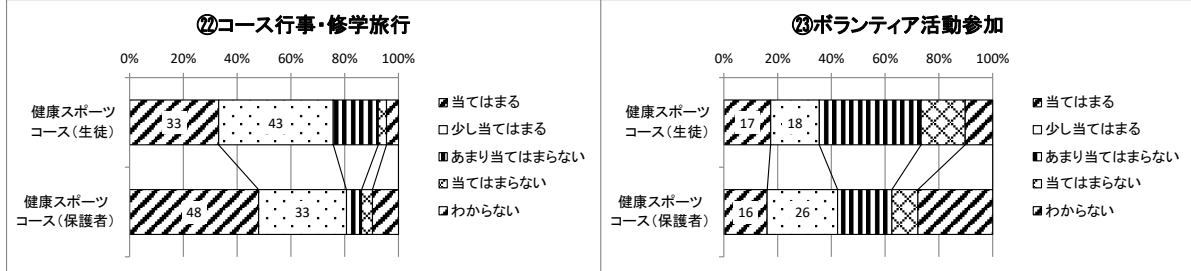 ㉒コース行事・修学旅行
0% 20% 40% 60% 80% 100%
健康スポーツ
コース（生徒）
33 43
健康スポーツ
コース（保護者）
48 33
当てはまる
少し当てはまる
あまり当てはまらない
当てはまらない
わからない
㉓ボランティア活動参加
0% 20% 40% 60% 80% 100%
健康スポーツ
コース（生徒）
17 18
健康スポーツ
コース（保護者）
16 26
当てはまる
少し当てはまる
あまり当てはまらない
当てはまらない
わからない